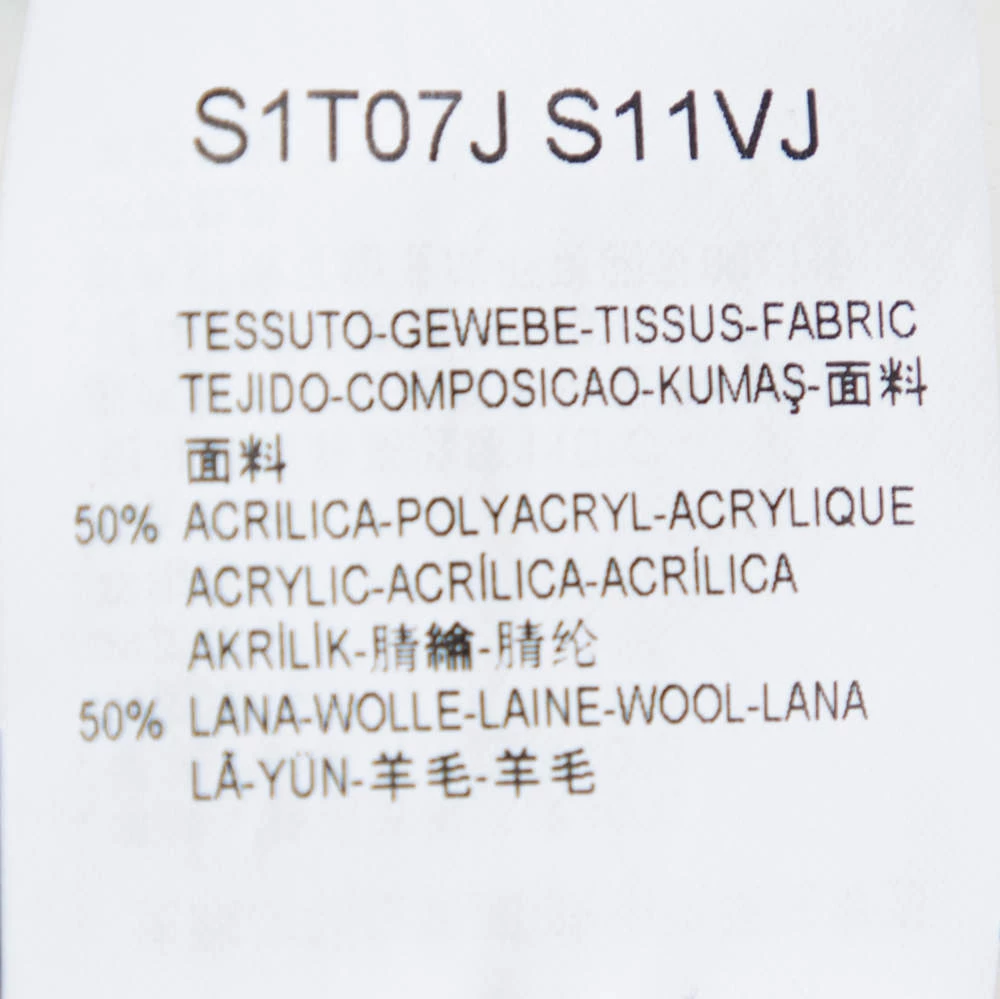 S1T07J S11VJ
TESSUTO-GEWEBE-TISSUS-FABRIC
TEJIDO-COMPOSICAO-KUMAŞ-面料
面料
50% ACRILICA-POLYACRYL-ACRYLIQUE
ACRYLIC-ACRÍLICA-ACRÍLICA
AKRİLİK-腈綸-腈纶
50% LANA-WOLLE-LAINE-WOOL-LANA
LÃ-YÜN-羊毛-羊毛